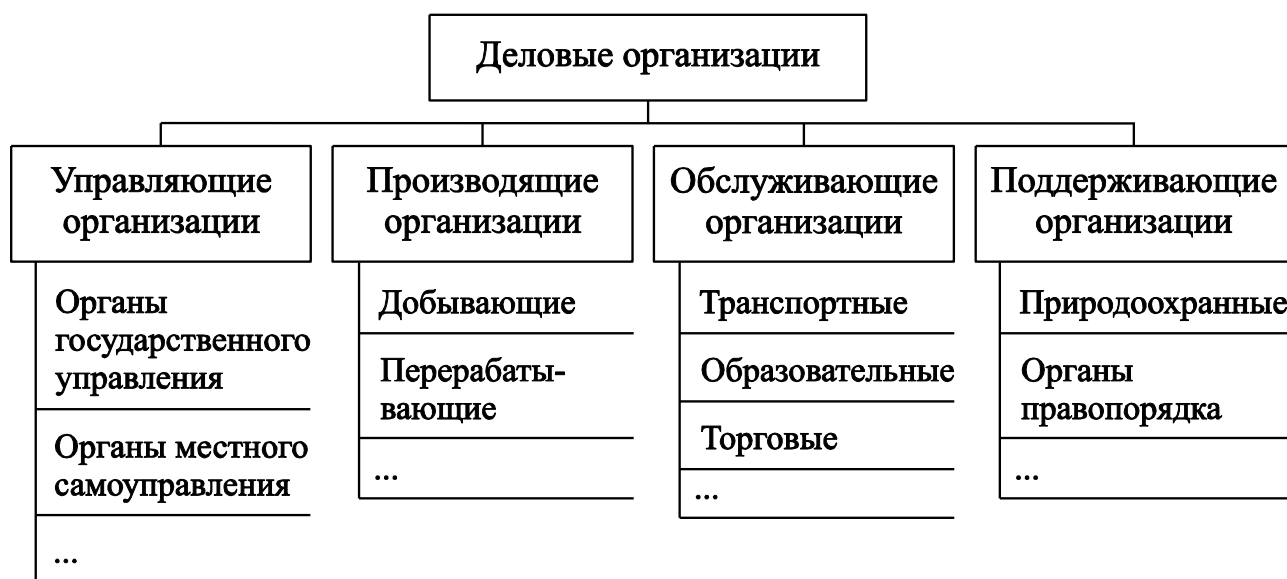 Деловые организации
Управляющие
организации
Органы
государственного
управления
Органы местного
самоуправления
...
Производящие
организации
Добывающие
Перерабаты-
вающие
...
Обслуживающие
организации
Транспортные
Образовательные
Торговые
...
Поддерживающие
организации
Природоохранные
Органы
правопорядка
...